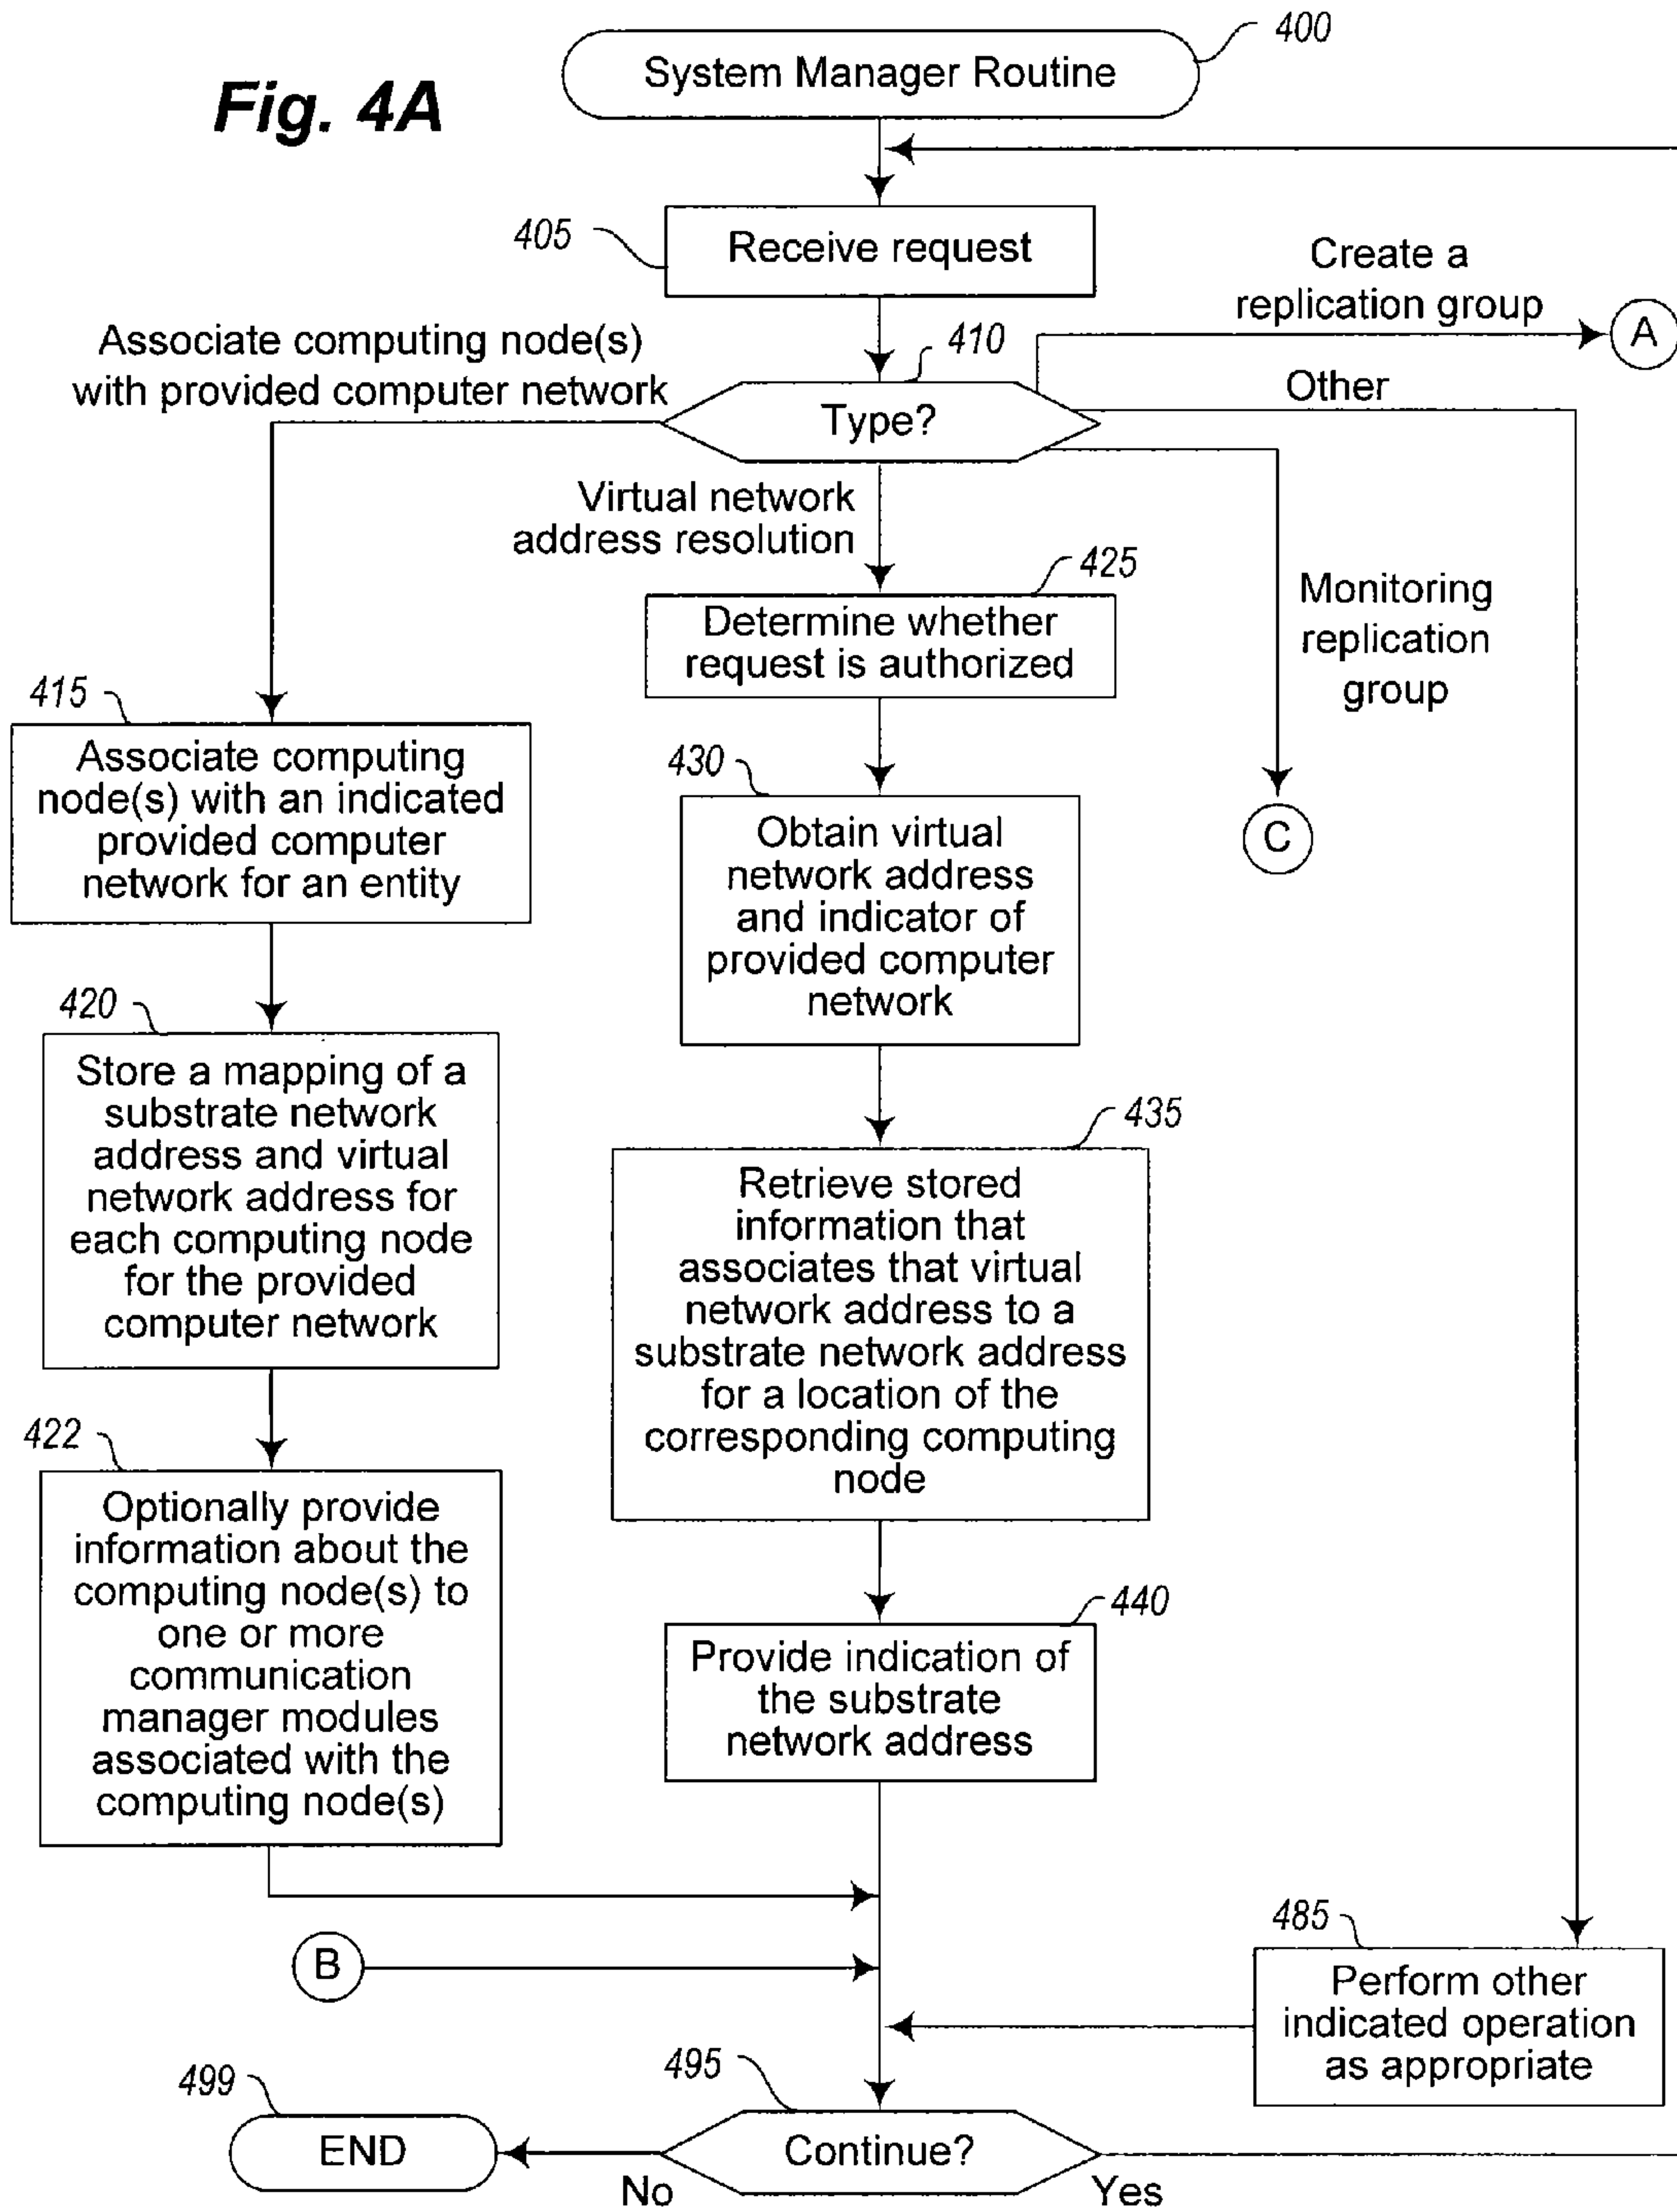 Fig. 4A
400
System Manager Routine
405
Receive request
Create a
replication group
A
Associate computing node(s)
with provided computer network
410
Type?
Other
Virtual network
address resolution
425
Determine whether
request is authorized
Monitoring
replication
group
C
415
Associate computing
node(s) with an indicated
provided computer
network for an entity
430
Obtain virtual
network address
and indicator of
provided computer
network
420
Store a mapping of a
substrate network
address and virtual
network address for
each computing node
for the provided
computer network
435
Retrieve stored
information that
associates that virtual
network address to a
substrate network address
for a location of the
corresponding computing
node
422
Optionally provide
information about the
computing node(s) to
one or more
communication
manager modules
associated with the
computing node(s)
440
Provide indication of
the substrate
network address
B
485
Perform other
indicated operation
as appropriate
499
END
495
Continue?
No
Yes